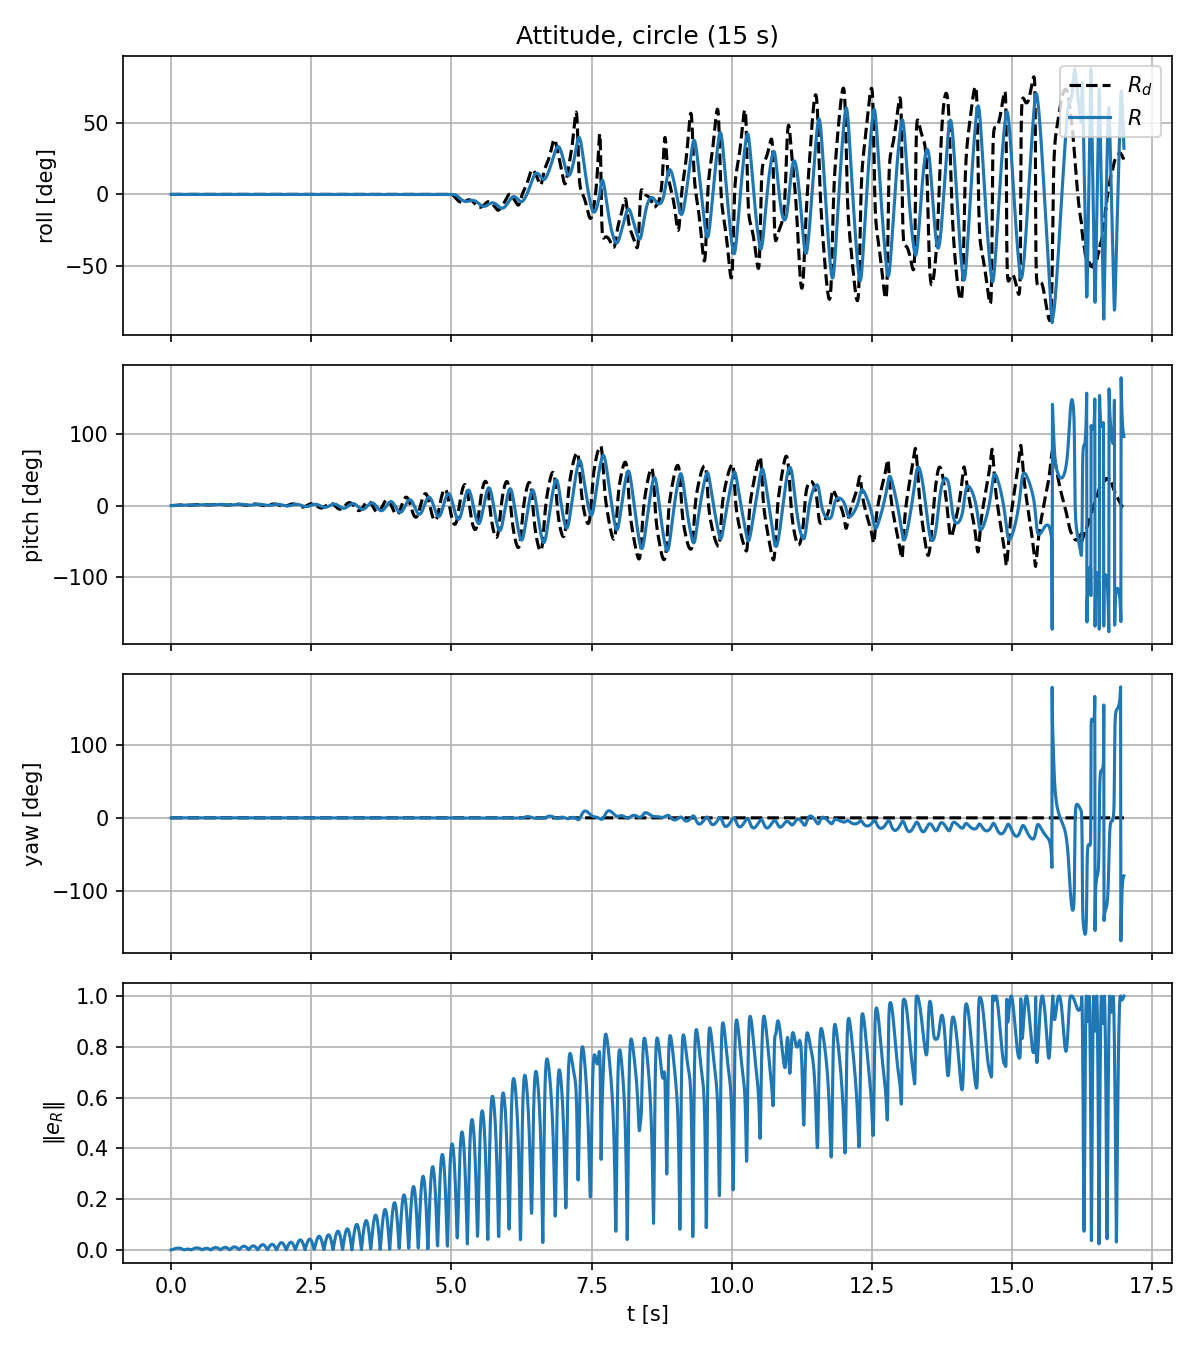 Attitude, circle (15 s)
roll [deg]
50
0
−50
R_d
R
pitch [deg]
100
0
−100
yaw [deg]
100
0
−100
‖e_R‖
1.0
0.8
0.6
0.4
0.2
0.0
0.0 2.5 5.0 7.5 10.0 12.5 15.0 17.5
t [s]